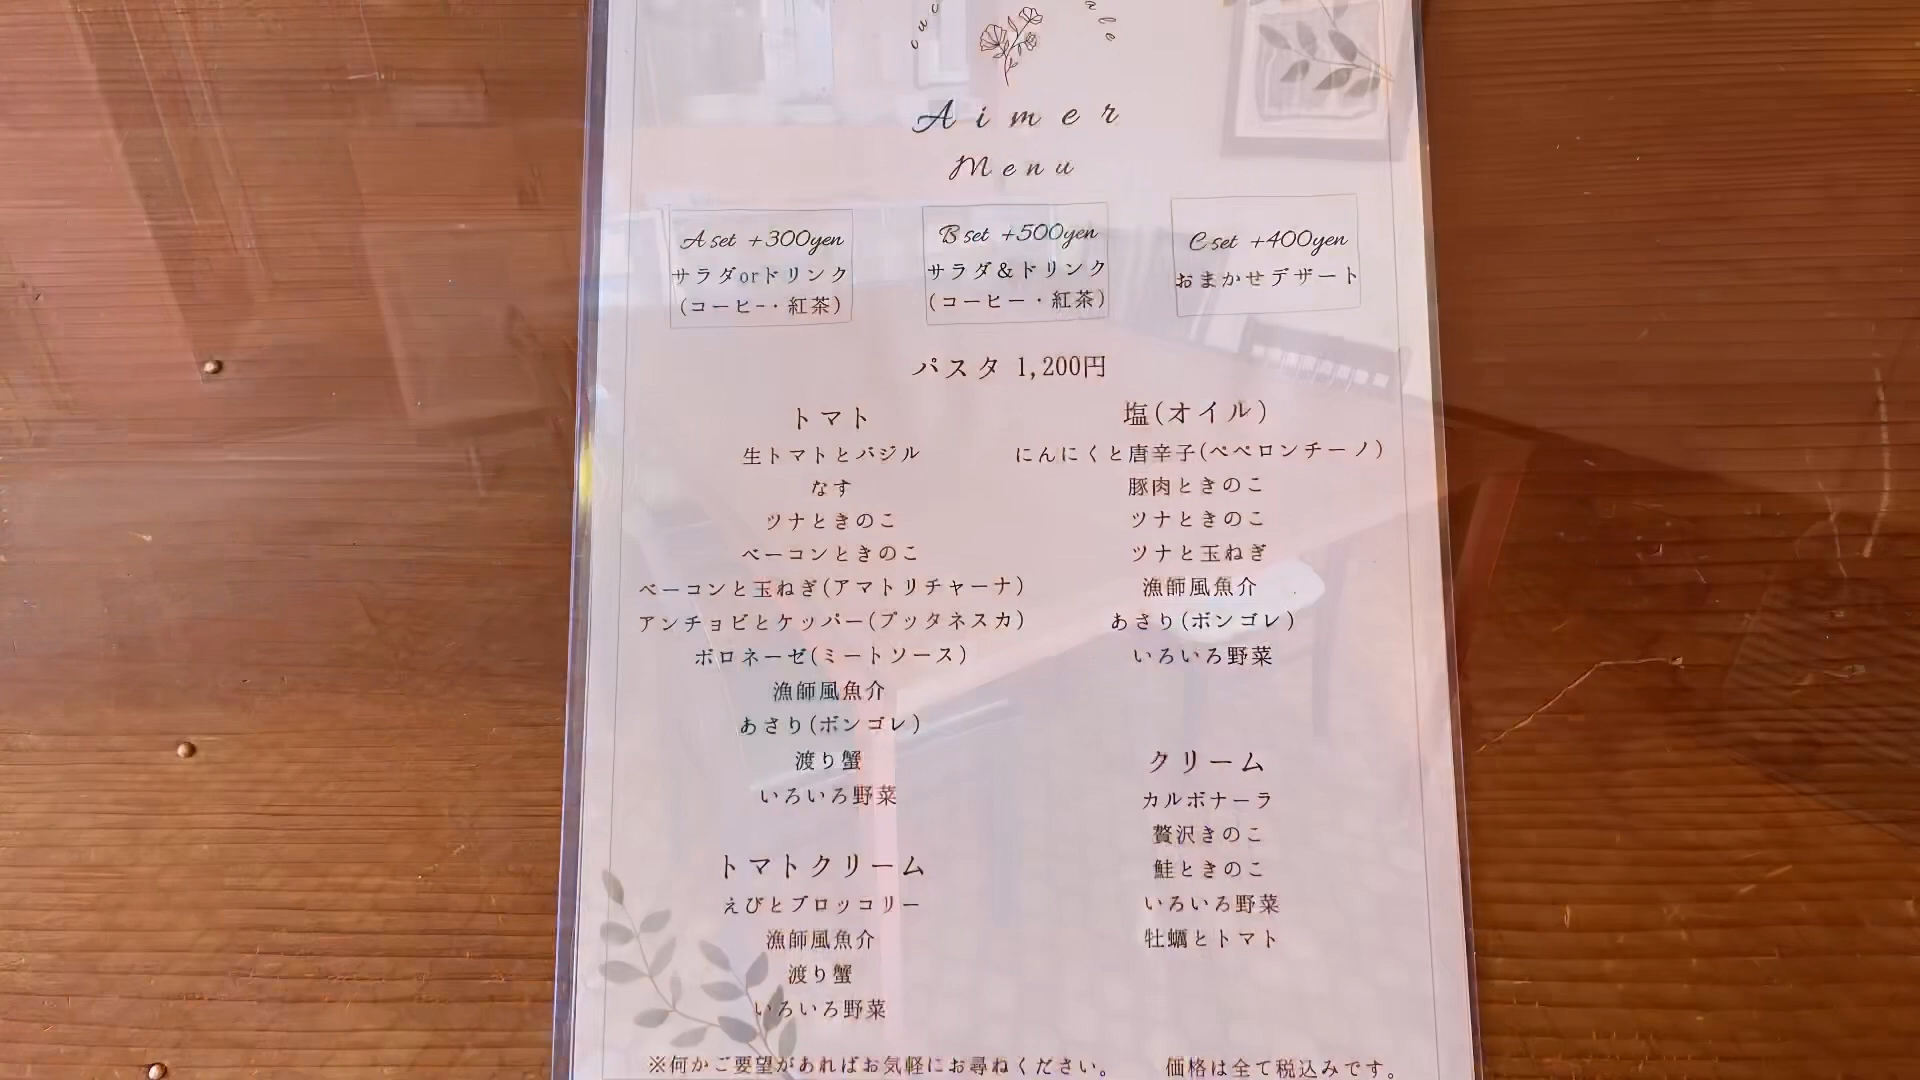 Aimer
Menu
A set +300yen
サラダorドリンク
(コーヒー・紅茶)
B set +500yen
サラダ&ドリンク
(コーヒー・紅茶)
C set +400yen
おまかせデザート
パスタ 1,200円
トマト
生トマトとバジル
なす
ツナときのこ
ベーコンときのこ
ベーコンと玉ねぎ(アマトリチャーナ)
アンチョビとケッパー(プッタネスカ)
ボロネーゼ(ミートソース)
漁師風魚介
あさり(ボンゴレ)
渡り蟹
いろいろ野菜
トマトクリーム
えびとブロッコリー
漁師風魚介
渡り蟹
いろいろ野菜
塩(オイル)
にんにくと唐辛子(ペペロンチーノ)
豚肉ときのこ
ツナときのこ
ツナと玉ねぎ
漁師風魚介
あさり(ボンゴレ)
いろいろ野菜
クリーム
カルボナーラ
贅沢きのこ
鮭ときのこ
いろいろ野菜
牡蠣とトマト
※何かご要望があればお気軽にお尋ねください。 価格は全て税込みです。